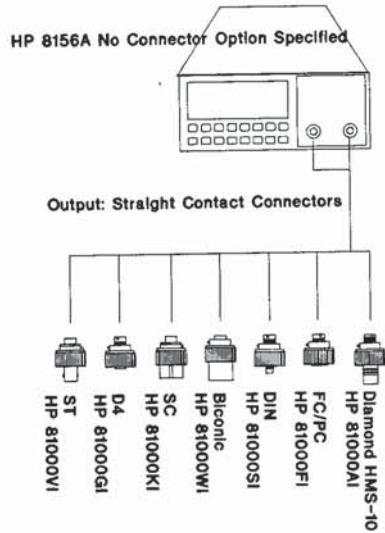 HP 8156A No Connector Option Specified
Output: Straight Contact Connectors
ST
HP 81000VI
D4
HP 81000GI
SC
HP 81000KI
Biconic
HP 81000WI
DIN
HP 81000SI
FC/PC
HP 81000FI
Diamond HMS-10
HP 81000AI